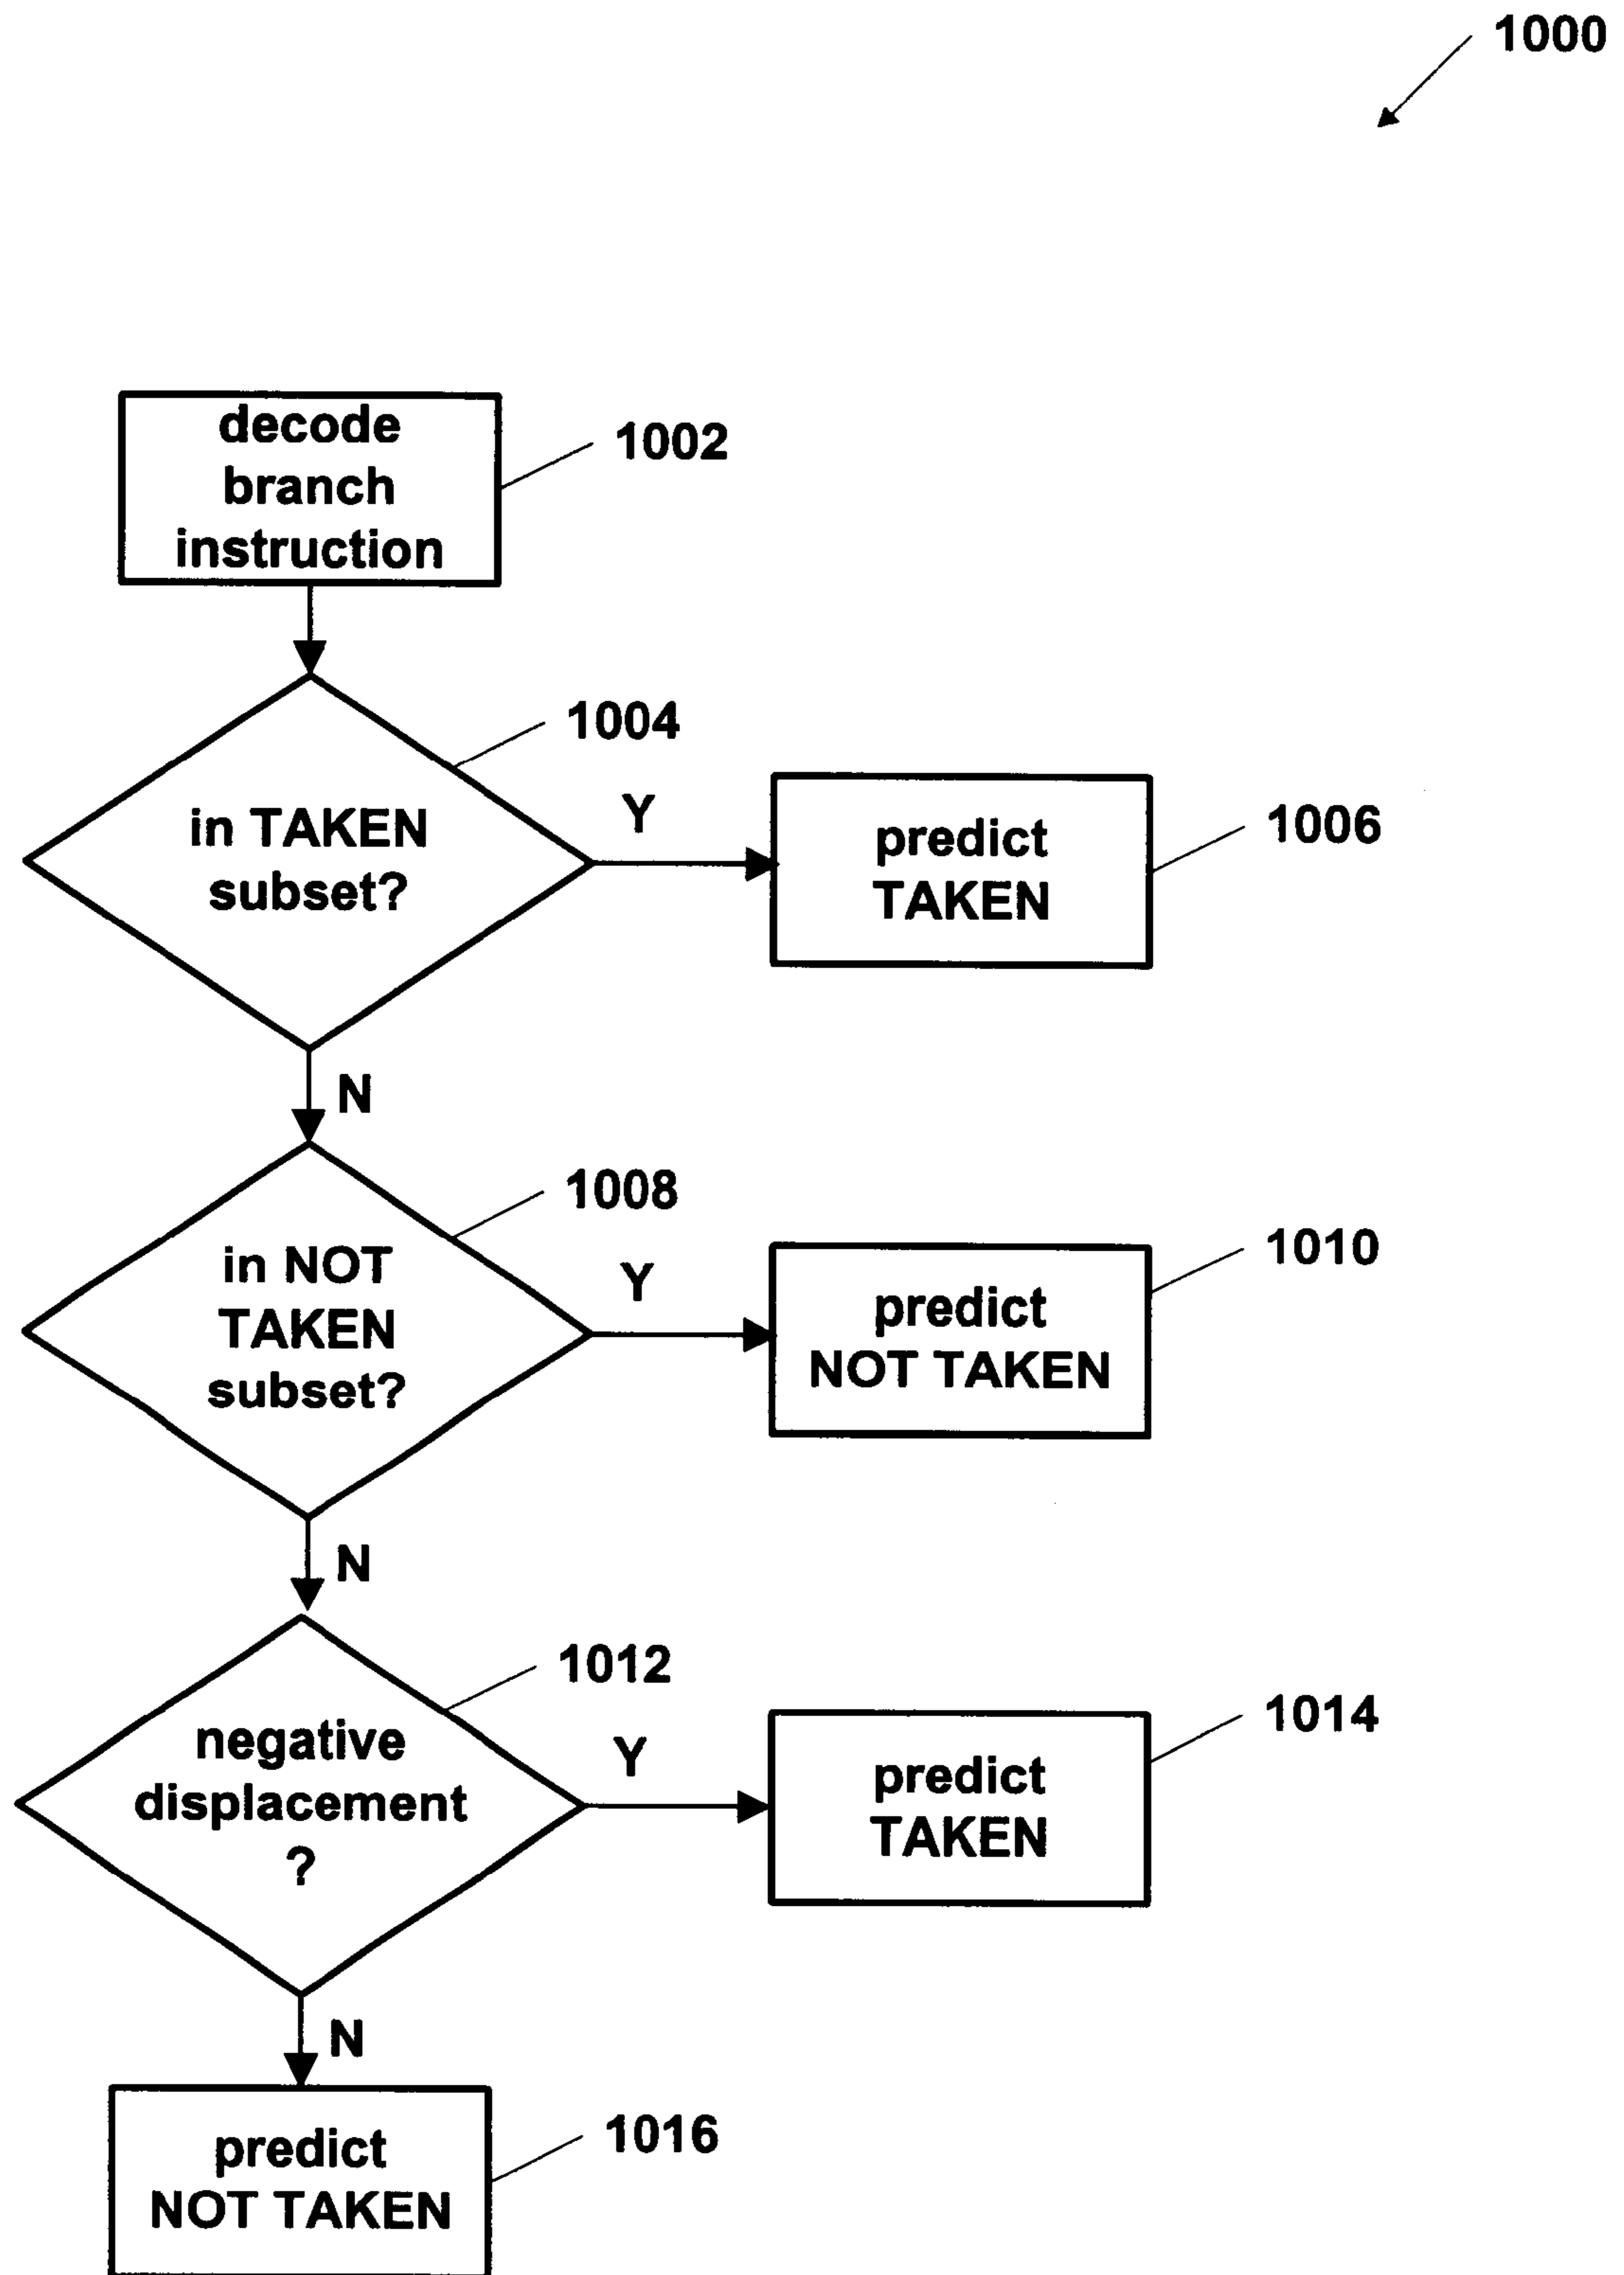 1000
decode
branch
instruction
1002
in TAKEN
subset?
1004
Y
predict
TAKEN
1006
N
in NOT
TAKEN
subset?
1008
Y
predict
NOT TAKEN
1010
N
negative
displacement
?
1012
Y
predict
TAKEN
1014
N
predict
NOT TAKEN
1016